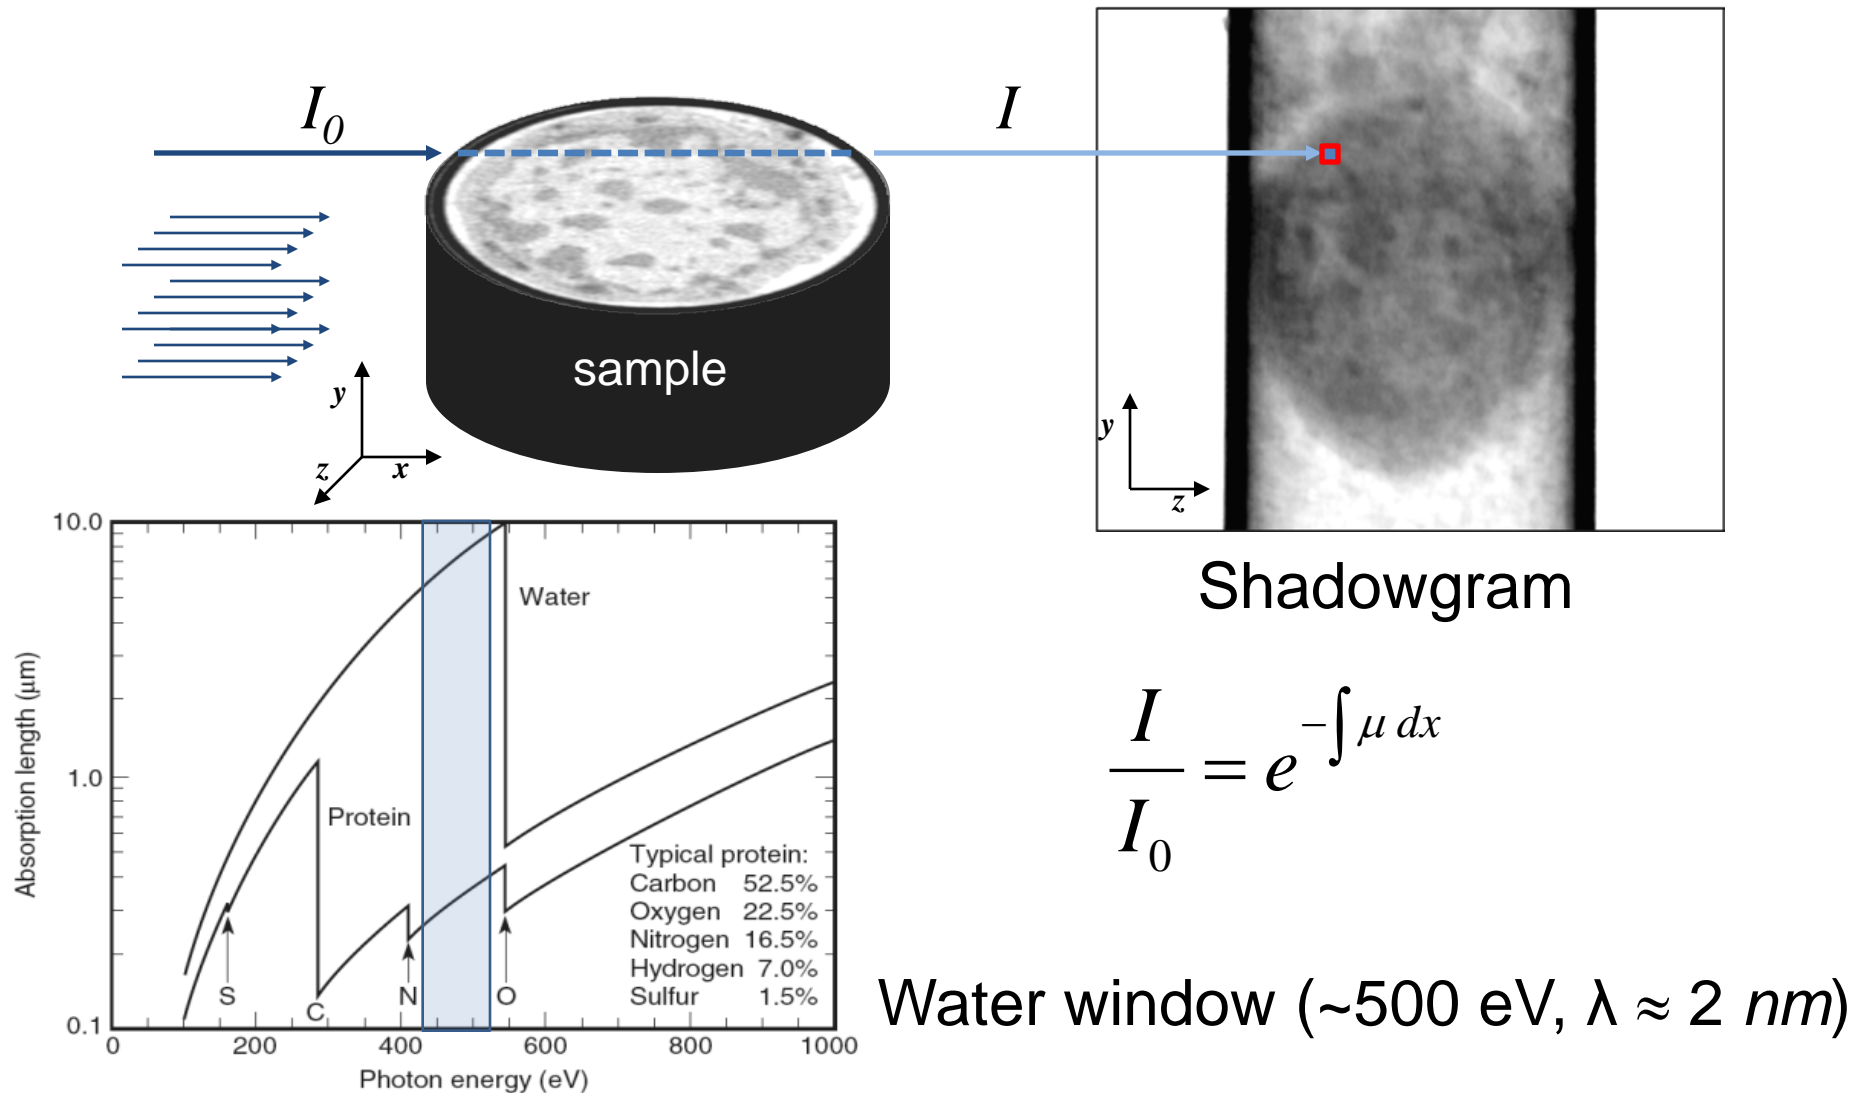 I₀
I
sample
y
z
x
y
z
Shadowgram
10.0
1.0
0.1
Absorption length (μm)
Water
Protein
Typical protein:
Carbon 52.5%
Oxygen 22.5%
Nitrogen 16.5%
Hydrogen 7.0%
Sulfur 1.5%
S
C
N
O
0 200 400 600 800 1000
Photon energy (eV)
I / I₀ = e^(−∫ μ dx)
Water window (~500 eV, λ ≈ 2 nm)